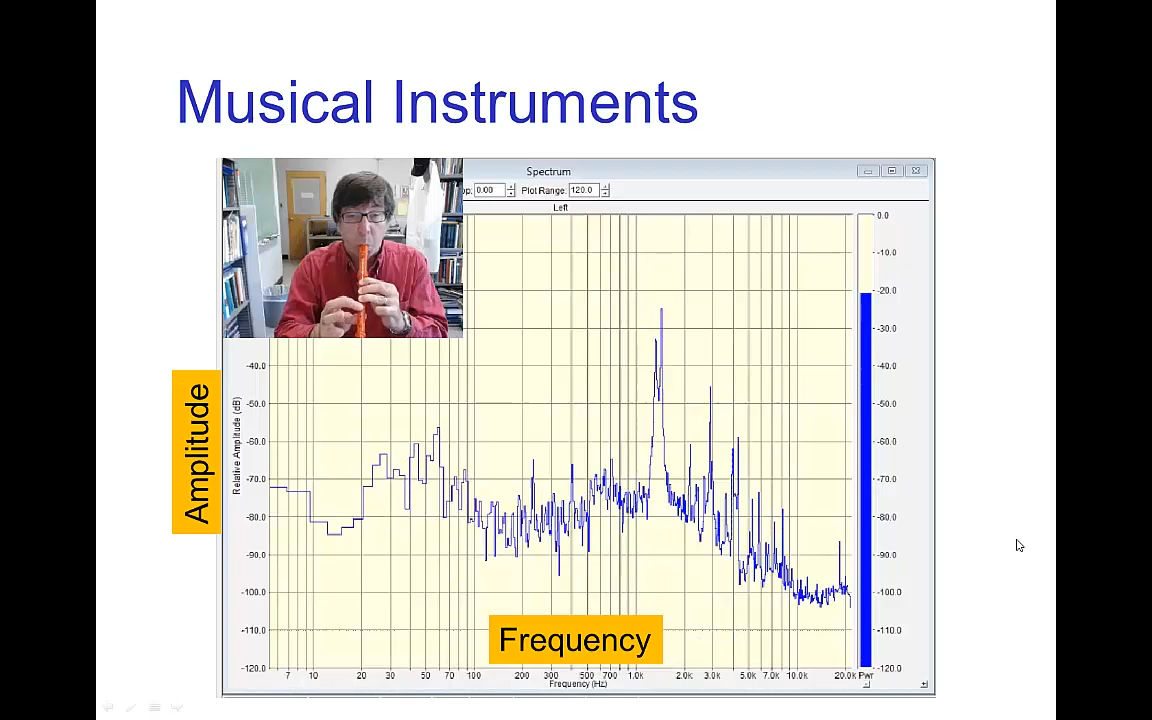 Musical Instruments
Spectrum
op: 0.00 Plot Range: 120.0
Left
0.0
-10.0
-20.0
-30.0
-40.0 -40.0
-50.0 -50.0
-60.0 -60.0
-70.0 -70.0
-80.0 -80.0
-90.0 -90.0
-100.0 -100.0
-110.0 -110.0
-120.0 -120.0
Amplitude
Relative Amplitude (dB)
Frequency
7 10 20 30 50 70 100 200 300 500 700 1.0k 2.0k 3.0k 5.0k 7.0k 10.0k 20.0k Pwr
Frequency (Hz)